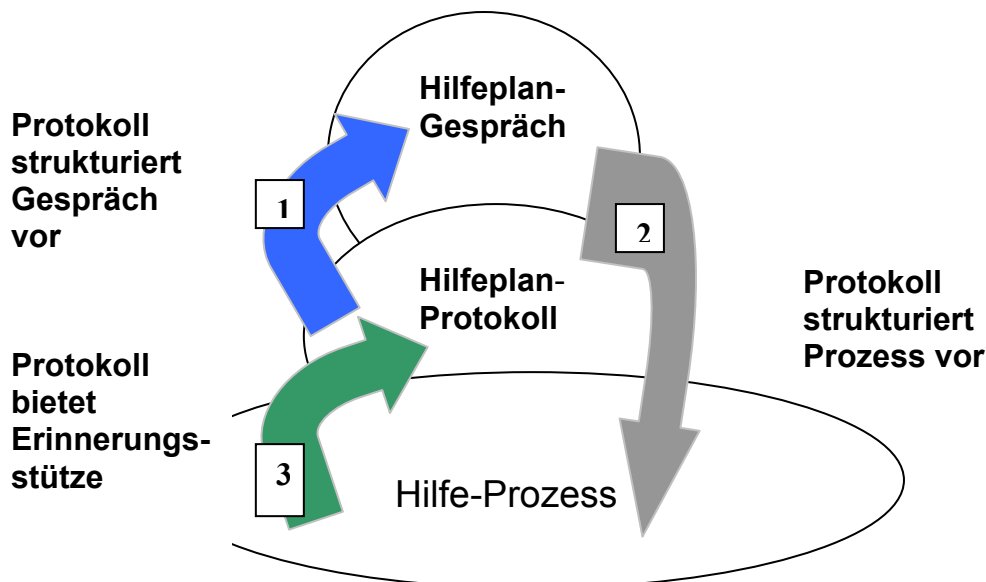 Hilfeplan-
Gespräch
Protokoll
strukturiert
Gespräch
vor
1
2
Hilfeplan-
Protokoll
Protokoll
strukturiert
Prozess vor
Protokoll
bietet
Erinnerungs-
stütze
3
Hilfe-Prozess